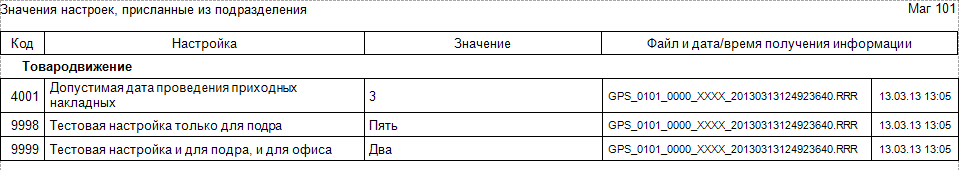 Значения настроек, присланные из подразделения Маг 101
Код Настройка Значение Файл и дата/время получения информации
Товародвижение
4001 Допустимая дата проведения приходных накладных 3 GPS_0101_0000_XXXX_20130313124923640.RRR 13.03.13 13:05
9998 Тестовая настройка только для подра Пять GPS_0101_0000_XXXX_20130313124923640.RRR 13.03.13 13:05
9999 Тестовая настройка и для подра, и для офиса Два GPS_0101_0000_XXXX_20130313124923640.RRR 13.03.13 13:05